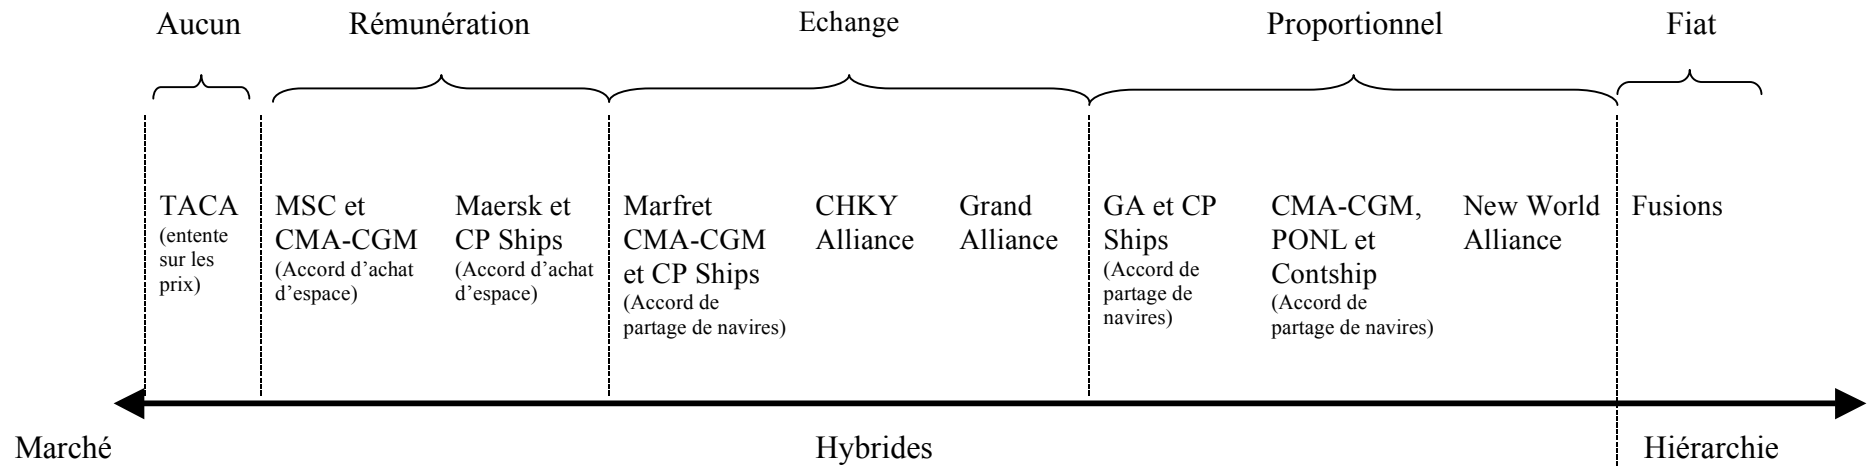 Aucun
Rémunération
Echange
Proportionnel
Fiat
TACA
(entente
sur les
prix)
MSC et
CMA-CGM
(Accord d’achat
d’espace)
Maersk et
CP Ships
(Accord d’achat
d’espace)
Marfret
CMA-CGM
et CP Ships
(Accord de
partage de navires)
CHKY
Alliance
Grand
Alliance
GA et CP
Ships
(Accord de
partage de
navires)
CMA-CGM,
PONL et
Contship
(Accord de
partage de navires)
New World
Alliance
Fusions
Marché
Hybrides
Hiérarchie